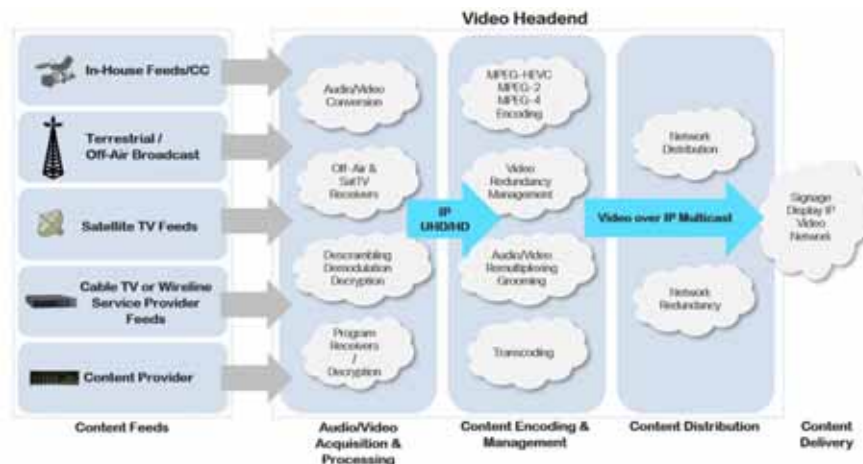 Video Headend
In-House Feeds/CC
Terrestrial /
Off-Air Broadcast
Satellite TV Feeds
Cable TV or Wireline
Service Provider
Feeds
Content Provider
Content Feeds
Audio/Video
Conversion
Off-Air &
SatTV
Receivers
Descrambling
Demodulation
Decryption
Program
Receivers
/
Decryption
Audio/Video
Acquisition &
Processing
IP
UHD/HD
MPEG-HEVC
MPEG-2
MPEG-4
Encoding
Video
Redundancy
Management
Audio/Video
Remultiplexing
Grooming
Transcoding
Content Encoding &
Management
Video over IP Multicast
Network
Distribution
Network
Redundancy
Content Distribution
Signage
Display IP
Video
Network
Content
Delivery